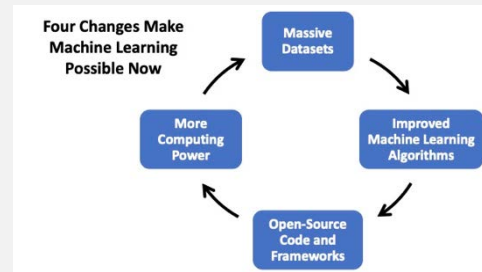 Four Changes Make
Machine Learning
Possible Now
Massive
Datasets
Improved
Machine Learning
Algorithms
Open-Source
Code and
Frameworks
More
Computing
Power